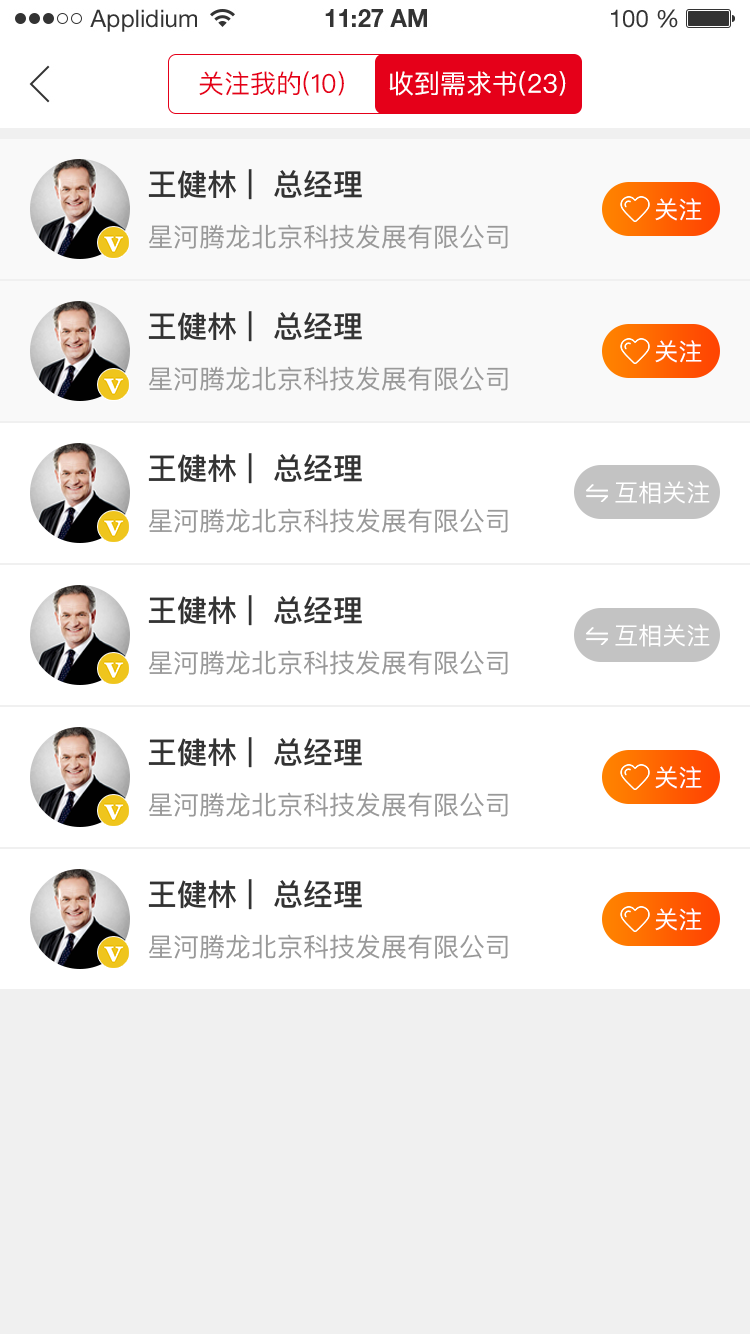 Applidium 11:27 AM 100 %
关注我的(10) 收到需求书(23)
王健林｜ 总经理
星河腾龙北京科技发展有限公司
V
关注
王健林｜ 总经理
星河腾龙北京科技发展有限公司
V
关注
王健林｜ 总经理
星河腾龙北京科技发展有限公司
V
互相关注
王健林｜ 总经理
星河腾龙北京科技发展有限公司
V
互相关注
王健林｜ 总经理
星河腾龙北京科技发展有限公司
V
关注
王健林｜ 总经理
星河腾龙北京科技发展有限公司
V
关注